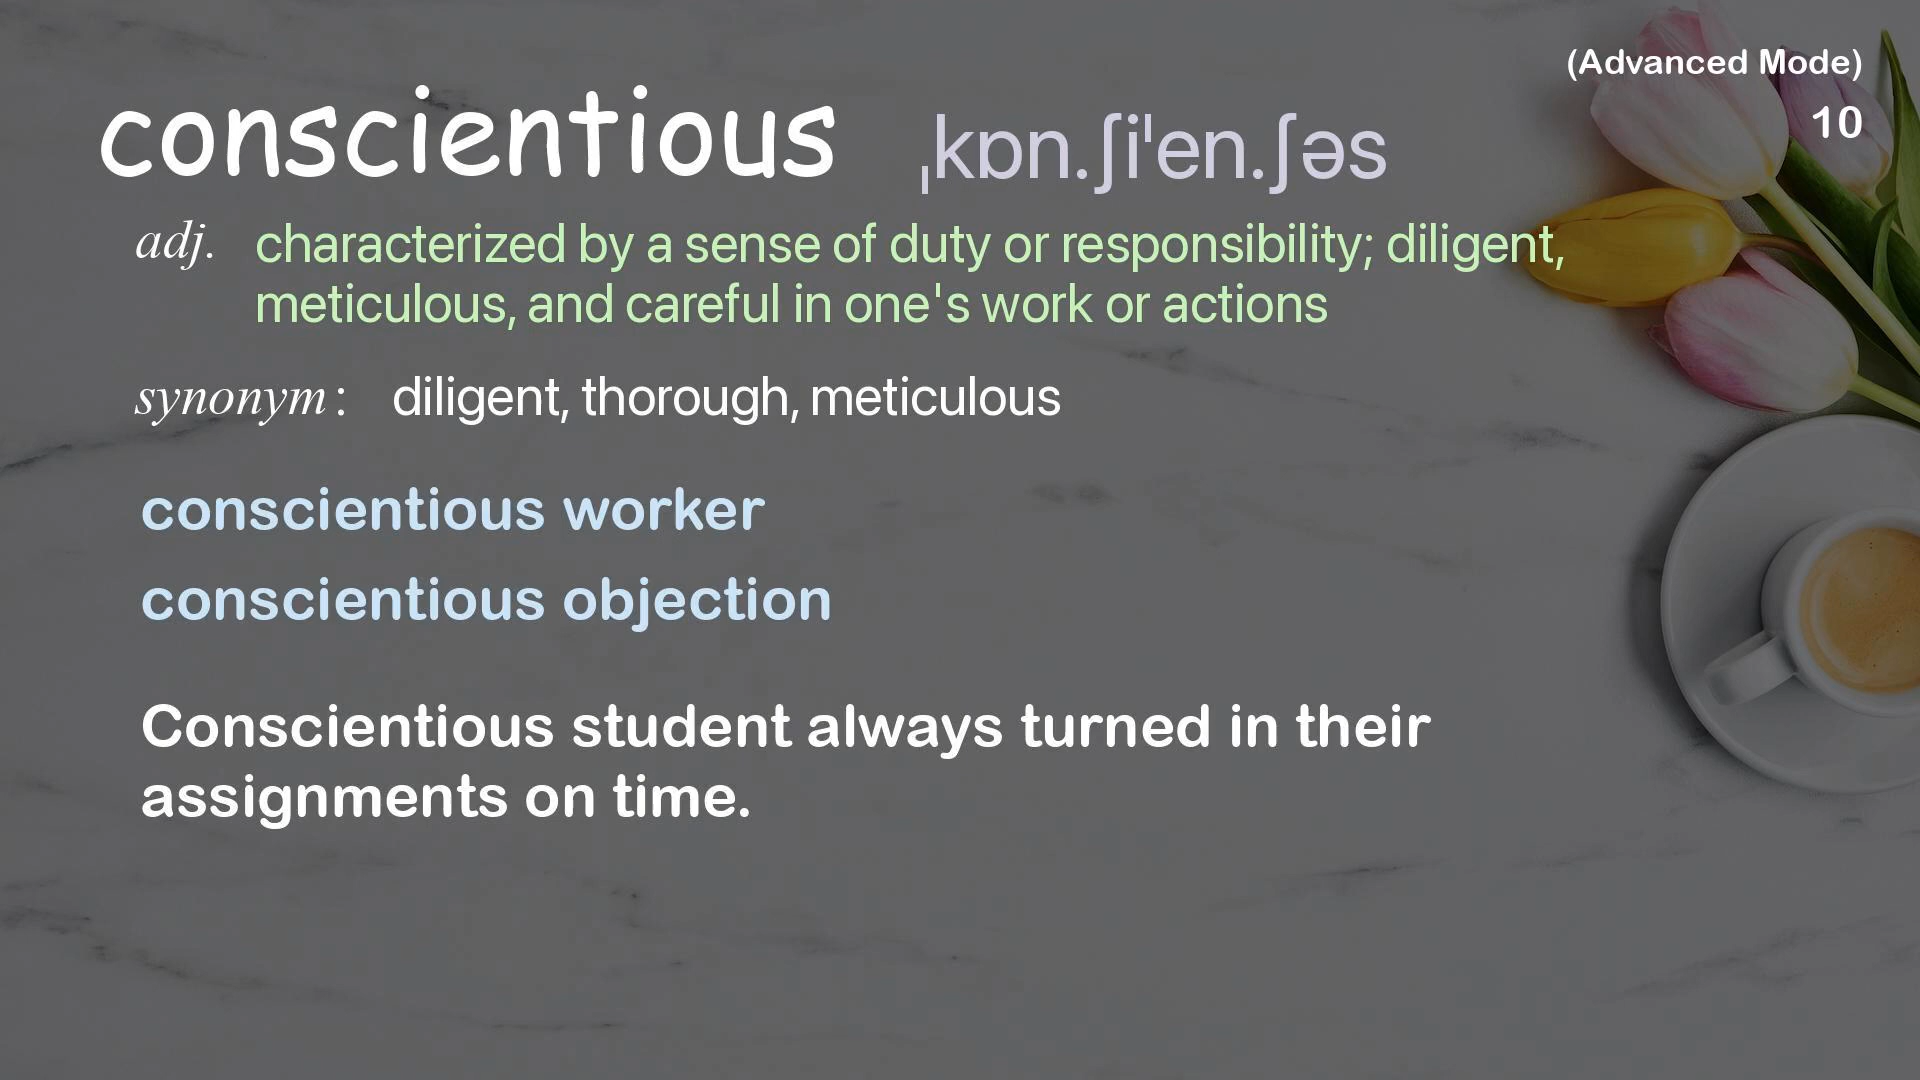 (Advanced Mode)
conscientious ˌkɒn.ʃiˈen.ʃəs
10
adj. characterized by a sense of duty or responsibility; diligent,
meticulous, and careful in one's work or actions
synonym: diligent, thorough, meticulous
conscientious worker
conscientious objection
Conscientious student always turned in their
assignments on time.